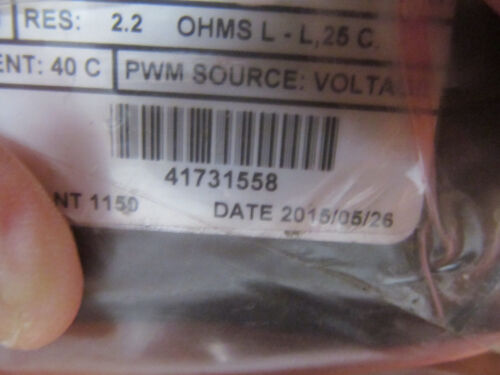 RES: 2.2 OHMS L - L,25 C.
ENT: 40 C PWM SOURCE: VOLTA
41731558
NT 1150 DATE 2015/05/26